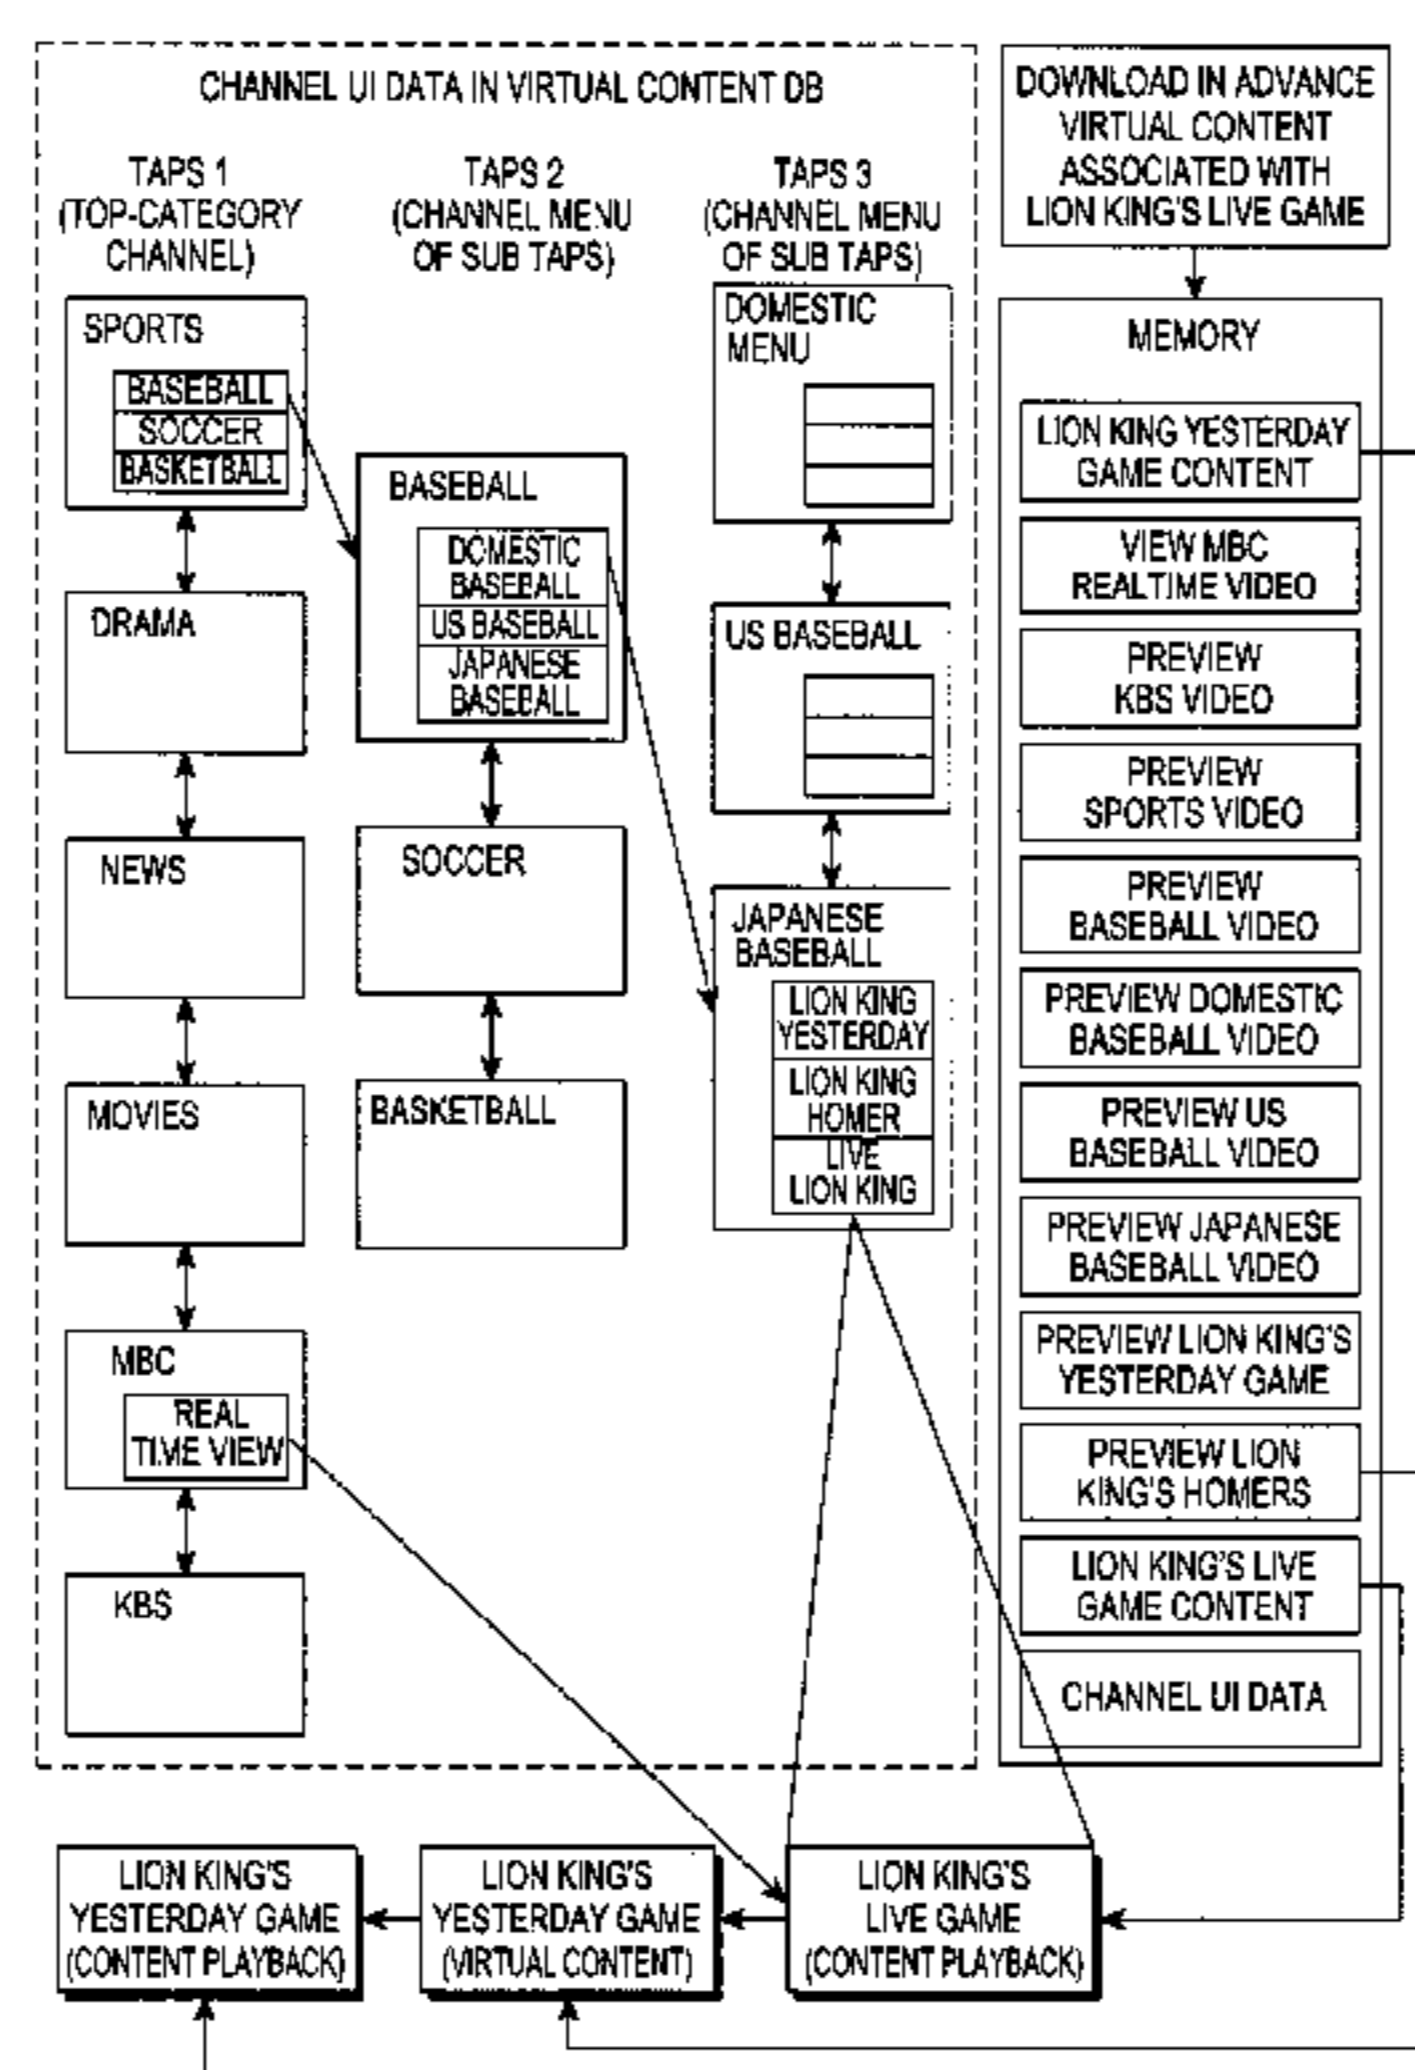 CHANNEL UI DATA IN VIRTUAL CONTENT DB
TAPS 1
(TOP-CATEGORY
CHANNEL)
SPORTS
BASEBALL
SOCCER
BASKETBALL
DRAMA
NEWS
MOVIES
MBC
REAL
TIME VIEW
KBS
TAPS 2
(CHANNEL MENU
OF SUB TAPS)
BASEBALL
DOMESTIC
BASEBALL
US BASEBALL
JAPANESE
BASEBALL
SOCCER
BASKETBALL
TAPS 3
(CHANNEL MENU
OF SUB TAPS)
DOMESTIC
MENU
US BASEBALL
JAPANESE
BASEBALL
LION KING
YESTERDAY
LION KING
HOMER
LIVE
LION KING
DOWNLOAD IN ADVANCE
VIRTUAL CONTENT
ASSOCIATED WITH
LION KING'S LIVE GAME
MEMORY
LION KING YESTERDAY
GAME CONTENT
VIEW MBC
REALTIME VIDEO
PREVIEW
KBS VIDEO
PREVIEW
SPORTS VIDEO
PREVIEW
BASEBALL VIDEO
PREVIEW DOMESTIC
BASEBALL VIDEO
PREVIEW US
BASEBALL VIDEO
PREVIEW JAPANESE
BASEBALL VIDEO
PREVIEW LION KING'S
YESTERDAY GAME
PREVIEW LION
KING'S HOMERS
LION KING'S LIVE
GAME CONTENT
CHANNEL UI DATA
LION KING'S
YESTERDAY GAME
(CONTENT PLAYBACK)
LION KING'S
YESTERDAY GAME
(VIRTUAL CONTENT)
LION KING'S
LIVE GAME
(CONTENT PLAYBACK)